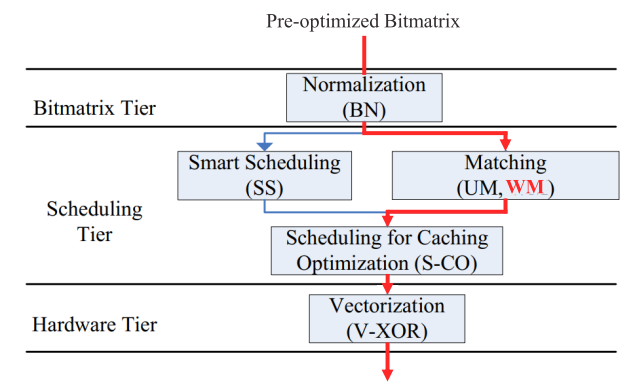 Pre-optimized Bitmatrix
Normalization
(BN)
Bitmatrix Tier
Smart Scheduling
(SS)
Matching
(UM, WM)
Scheduling
Tier
Scheduling for Caching
Optimization (S-CO)
Vectorization
(V-XOR)
Hardware Tier